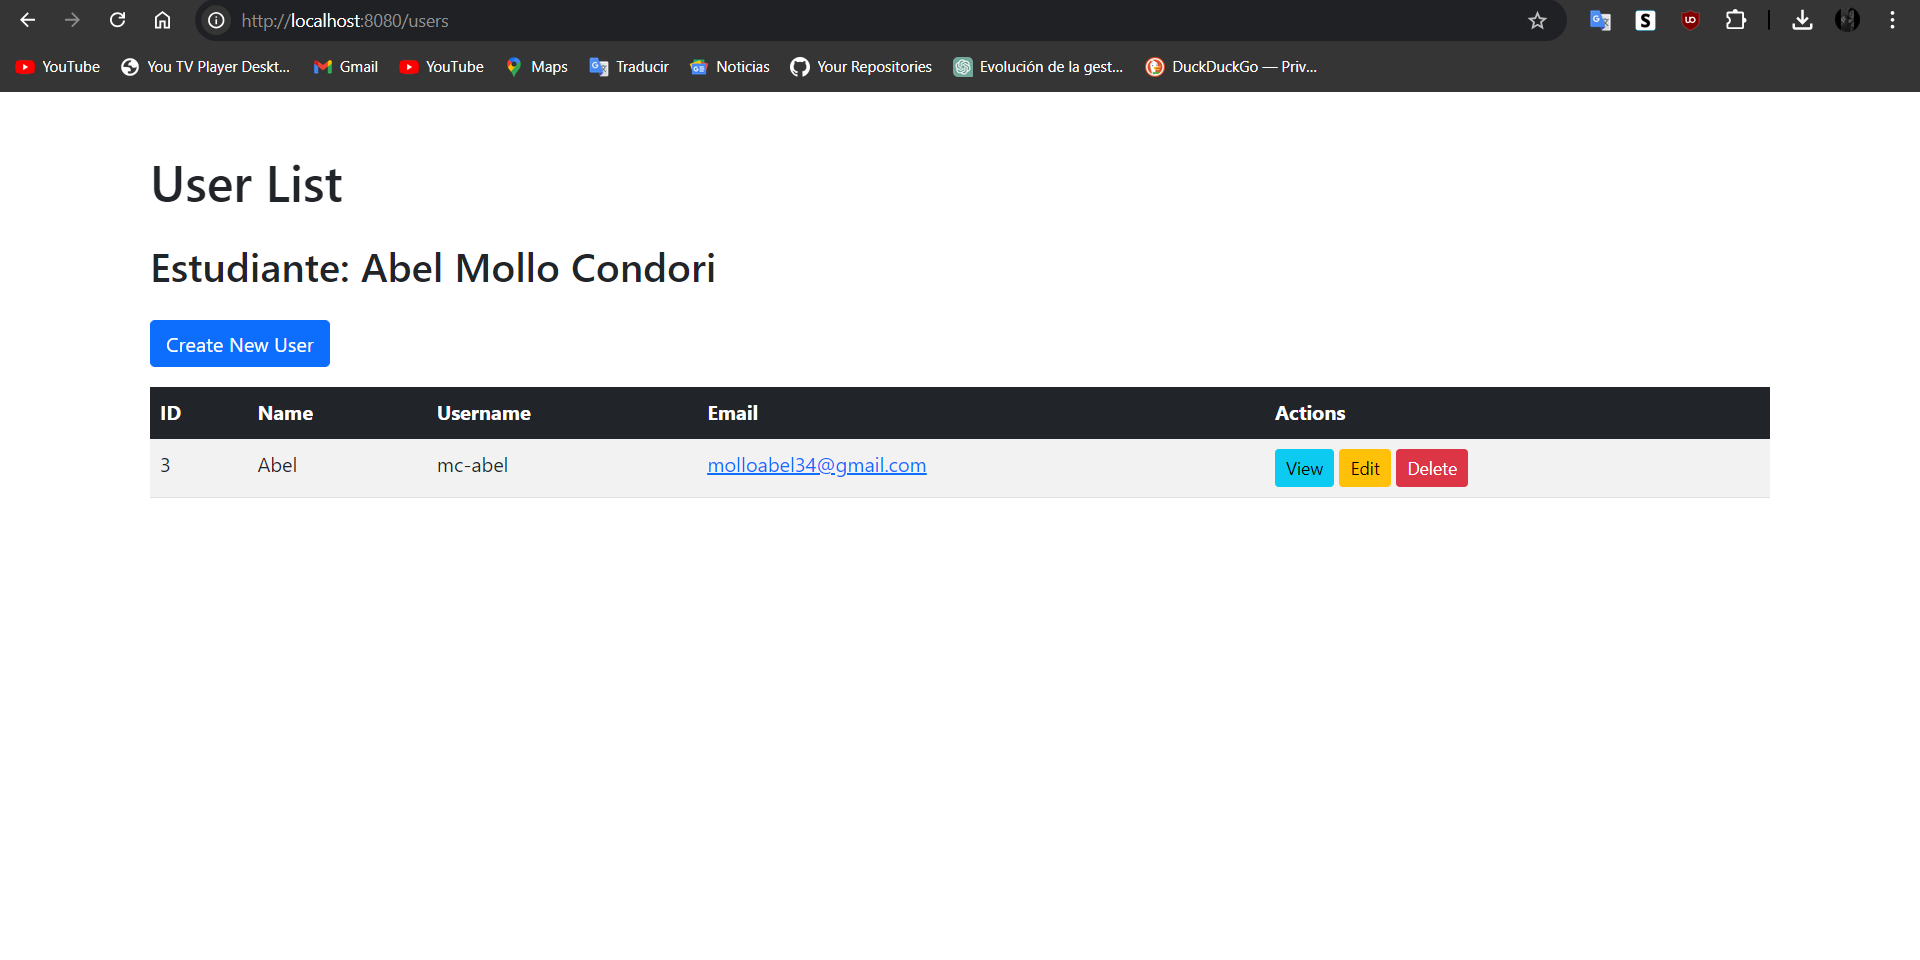 http://localhost:8080/users
YouTube You TV Player Deskt... Gmail YouTube Maps Traducir Noticias Your Repositories Evolución de la gest... DuckDuckGo — Priv...
User List
Estudiante: Abel Mollo Condori
Create New User
ID Name Username Email Actions
3 Abel mc-abel molloabel34@gmail.com View Edit Delete